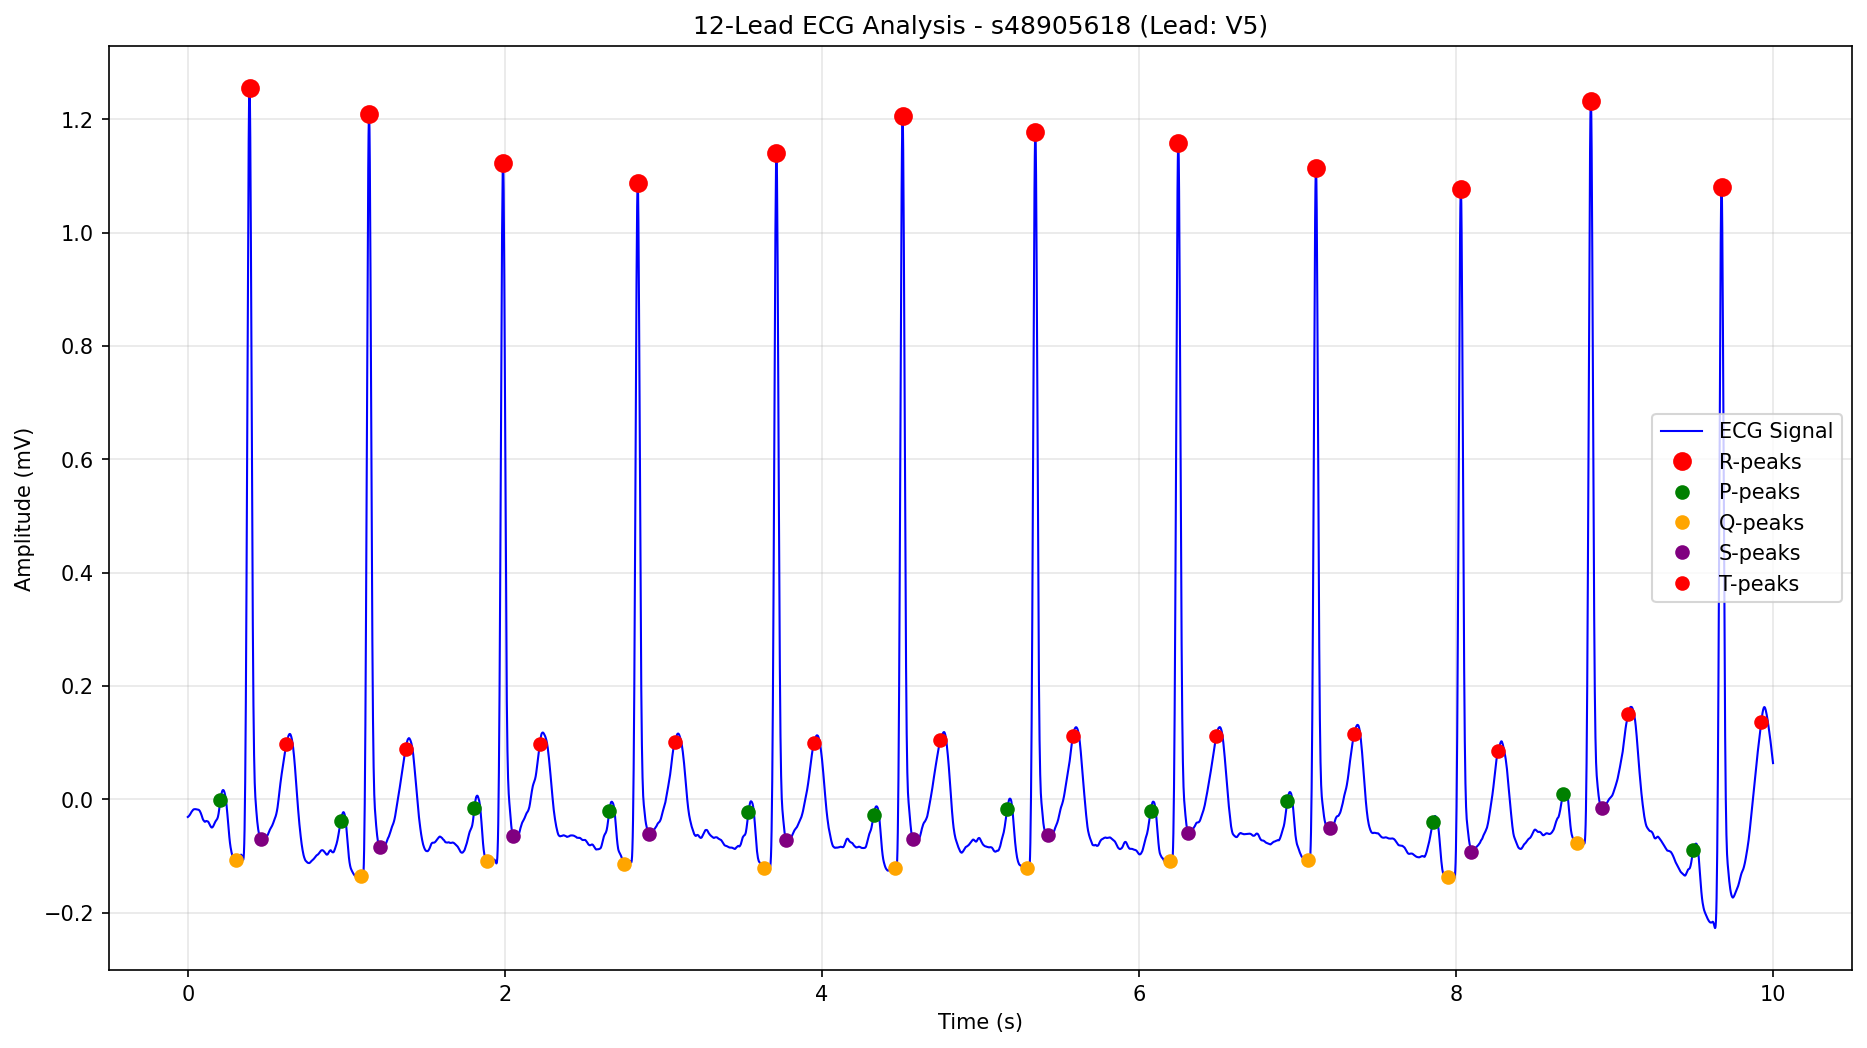 12-Lead ECG Analysis - s48905618 (Lead: V5)
Amplitude (mV)
1.2
1.0
0.8
0.6
0.4
0.2
0.0
−0.2
ECG Signal
R-peaks
P-peaks
Q-peaks
S-peaks
T-peaks
0 2 4 6 8 10
Time (s)